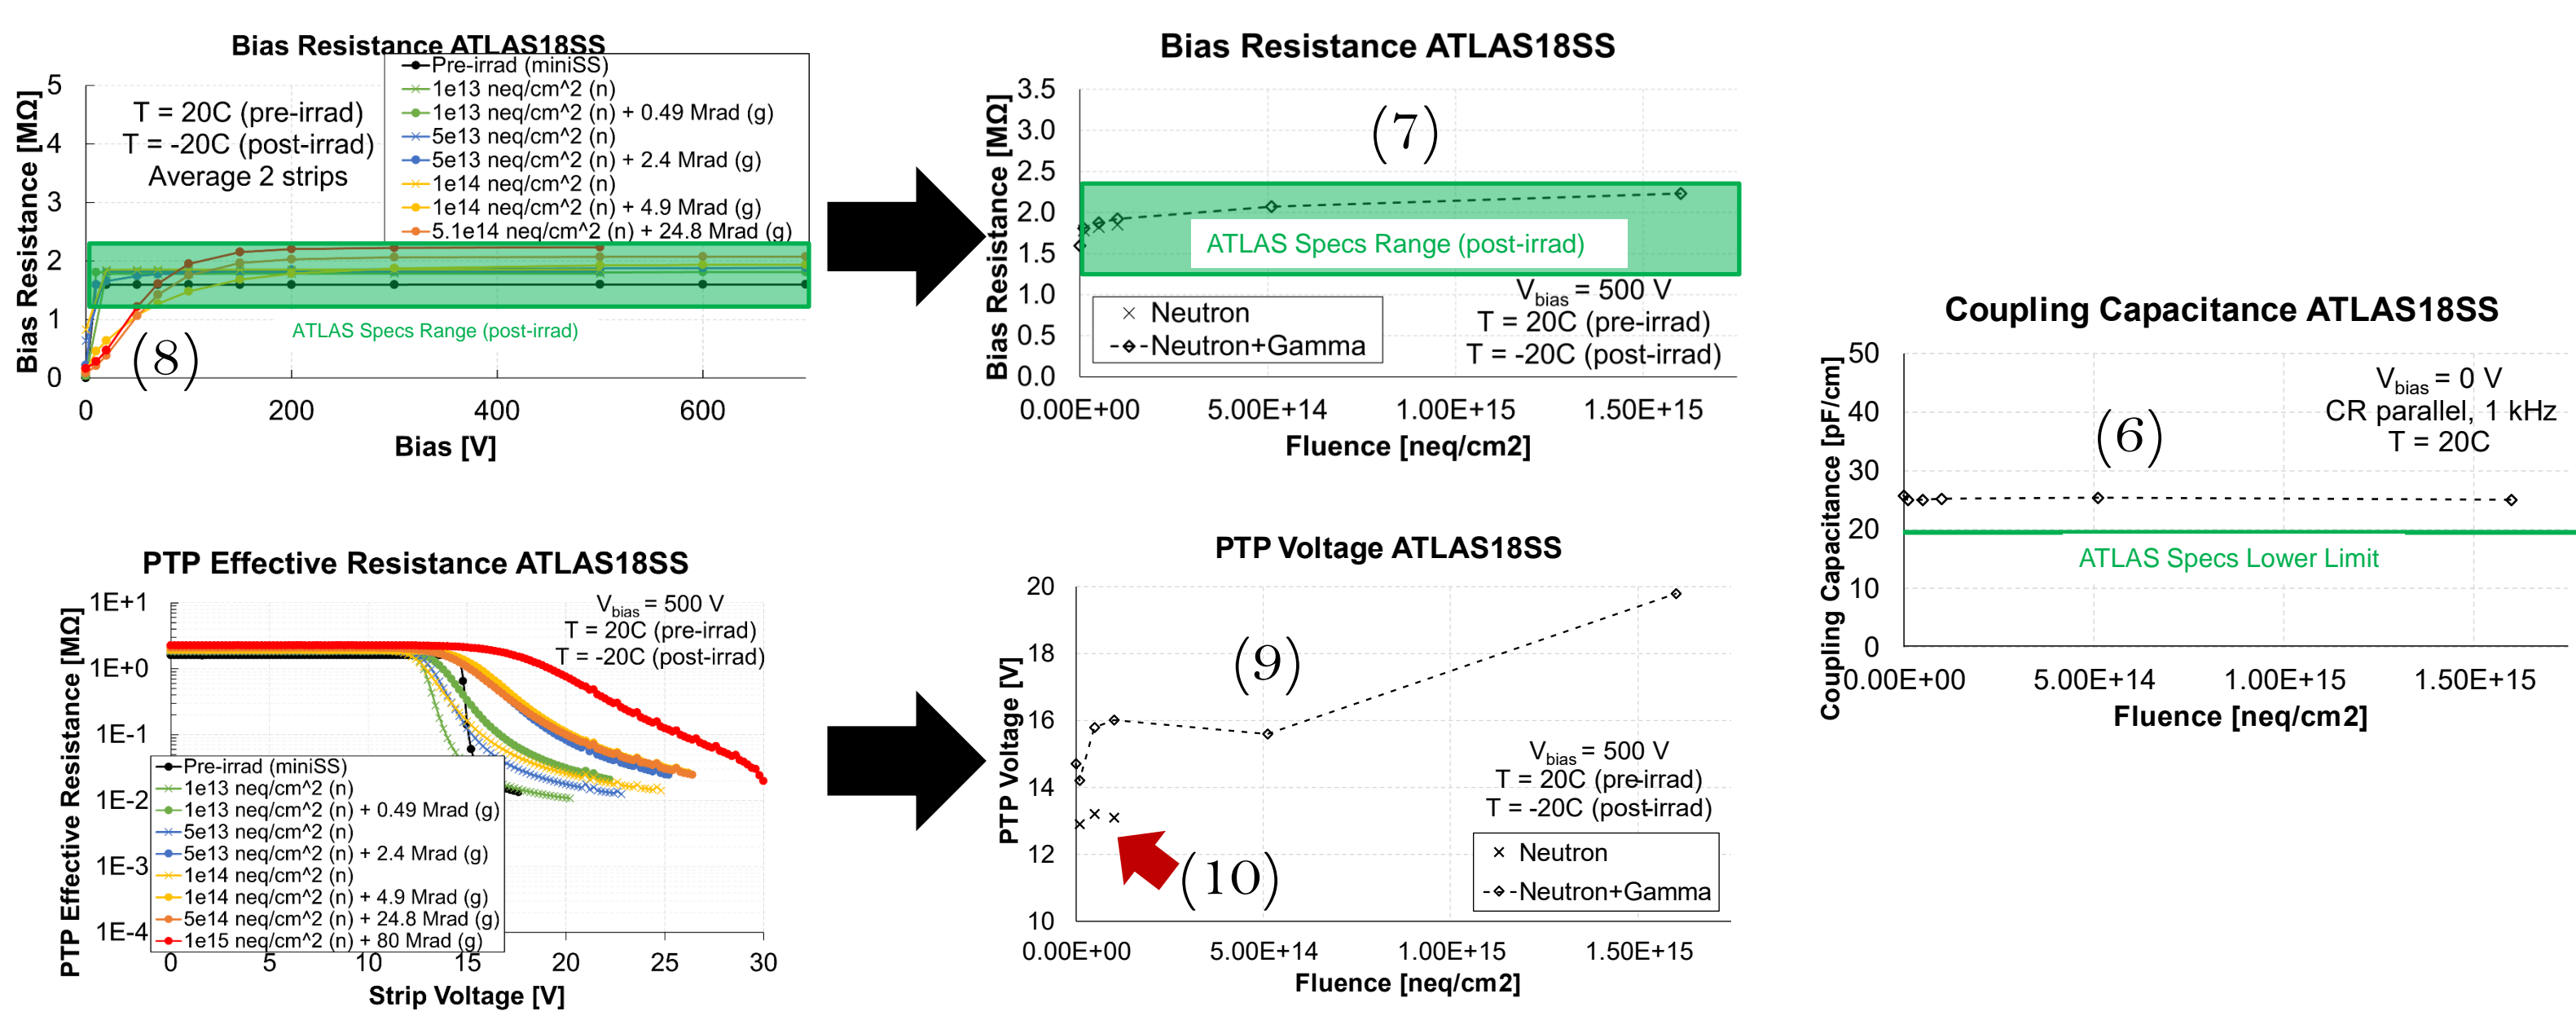 Bias Resistance ATLAS18SS
Bias Resistance [MΩ]
5
4
3
2
1
0
T = 20C (pre-irrad)
T = -20C (post-irrad)
Average 2 strips
Pre-irrad (miniSS)
1e13 neq/cm^2 (n)
1e13 neq/cm^2 (n) + 0.49 Mrad (g)
5e13 neq/cm^2 (n)
5e13 neq/cm^2 (n) + 2.4 Mrad (g)
1e14 neq/cm^2 (n)
1e14 neq/cm^2 (n) + 4.9 Mrad (g)
5.1e14 neq/cm^2 (n) + 24.8 Mrad (g)
ATLAS Specs Range (post-irrad)
(8)
0 200 400 600
Bias [V]
Bias Resistance ATLAS18SS
Bias Resistance [MΩ]
3.5
3.0
2.5
2.0
1.5
1.0
0.5
0.0
(7)
ATLAS Specs Range (post-irrad)
Neutron
Neutron+Gamma
Vbias = 500 V
T = 20C (pre-irrad)
T = -20C (post-irrad)
0.00E+00 5.00E+14 1.00E+15 1.50E+15
Fluence [neq/cm2]
Coupling Capacitance ATLAS18SS
Coupling Capacitance [pF/cm]
50
40
30
20
10
0
Vbias = 0 V
CR parallel, 1 kHz
T = 20C
(6)
ATLAS Specs Lower Limit
0.00E+00 5.00E+14 1.00E+15 1.50E+15
Fluence [neq/cm2]
PTP Effective Resistance ATLAS18SS
PTP Effective Resistance [MΩ]
1E+1
1E+0
1E-1
1E-2
1E-3
1E-4
Vbias = 500 V
T = 20C (pre-irrad)
T = -20C (post-irrad)
Pre-irrad (miniSS)
1e13 neq/cm^2 (n)
1e13 neq/cm^2 (n) + 0.49 Mrad (g)
5e13 neq/cm^2 (n)
5e13 neq/cm^2 (n) + 2.4 Mrad (g)
1e14 neq/cm^2 (n)
1e14 neq/cm^2 (n) + 4.9 Mrad (g)
5e14 neq/cm^2 (n) + 24.8 Mrad (g)
1e15 neq/cm^2 (n) + 80 Mrad (g)
0 5 10 15 20 25 30
Strip Voltage [V]
PTP Voltage ATLAS18SS
PTP Voltage [V]
20
18
16
14
12
10
(9)
(10)
Vbias = 500 V
T = 20C (pre-irrad)
T = -20C (post-irrad)
Neutron
Neutron+Gamma
0.00E+00 5.00E+14 1.00E+15 1.50E+15
Fluence [neq/cm2]